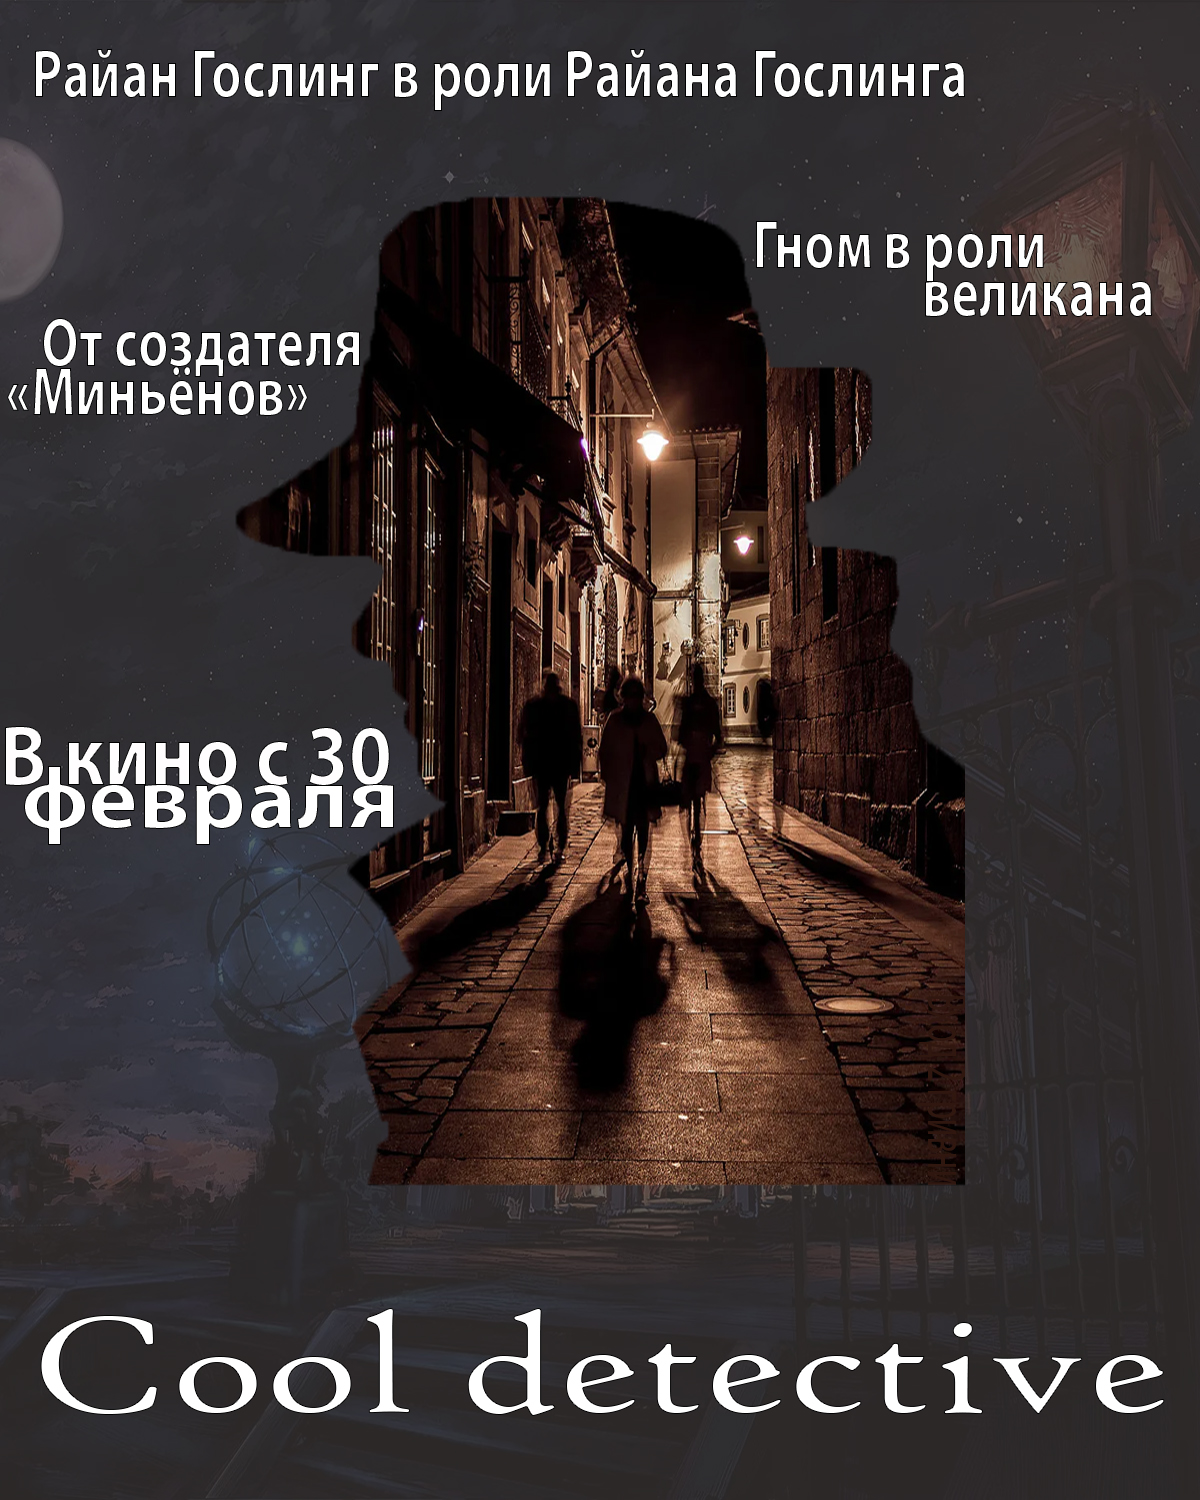 Райан Гослинг в роли Райана Гослинга
Гном в роли
великана
От создателя
«Миньёнов»
В кино с 30
февраля
Cool detective